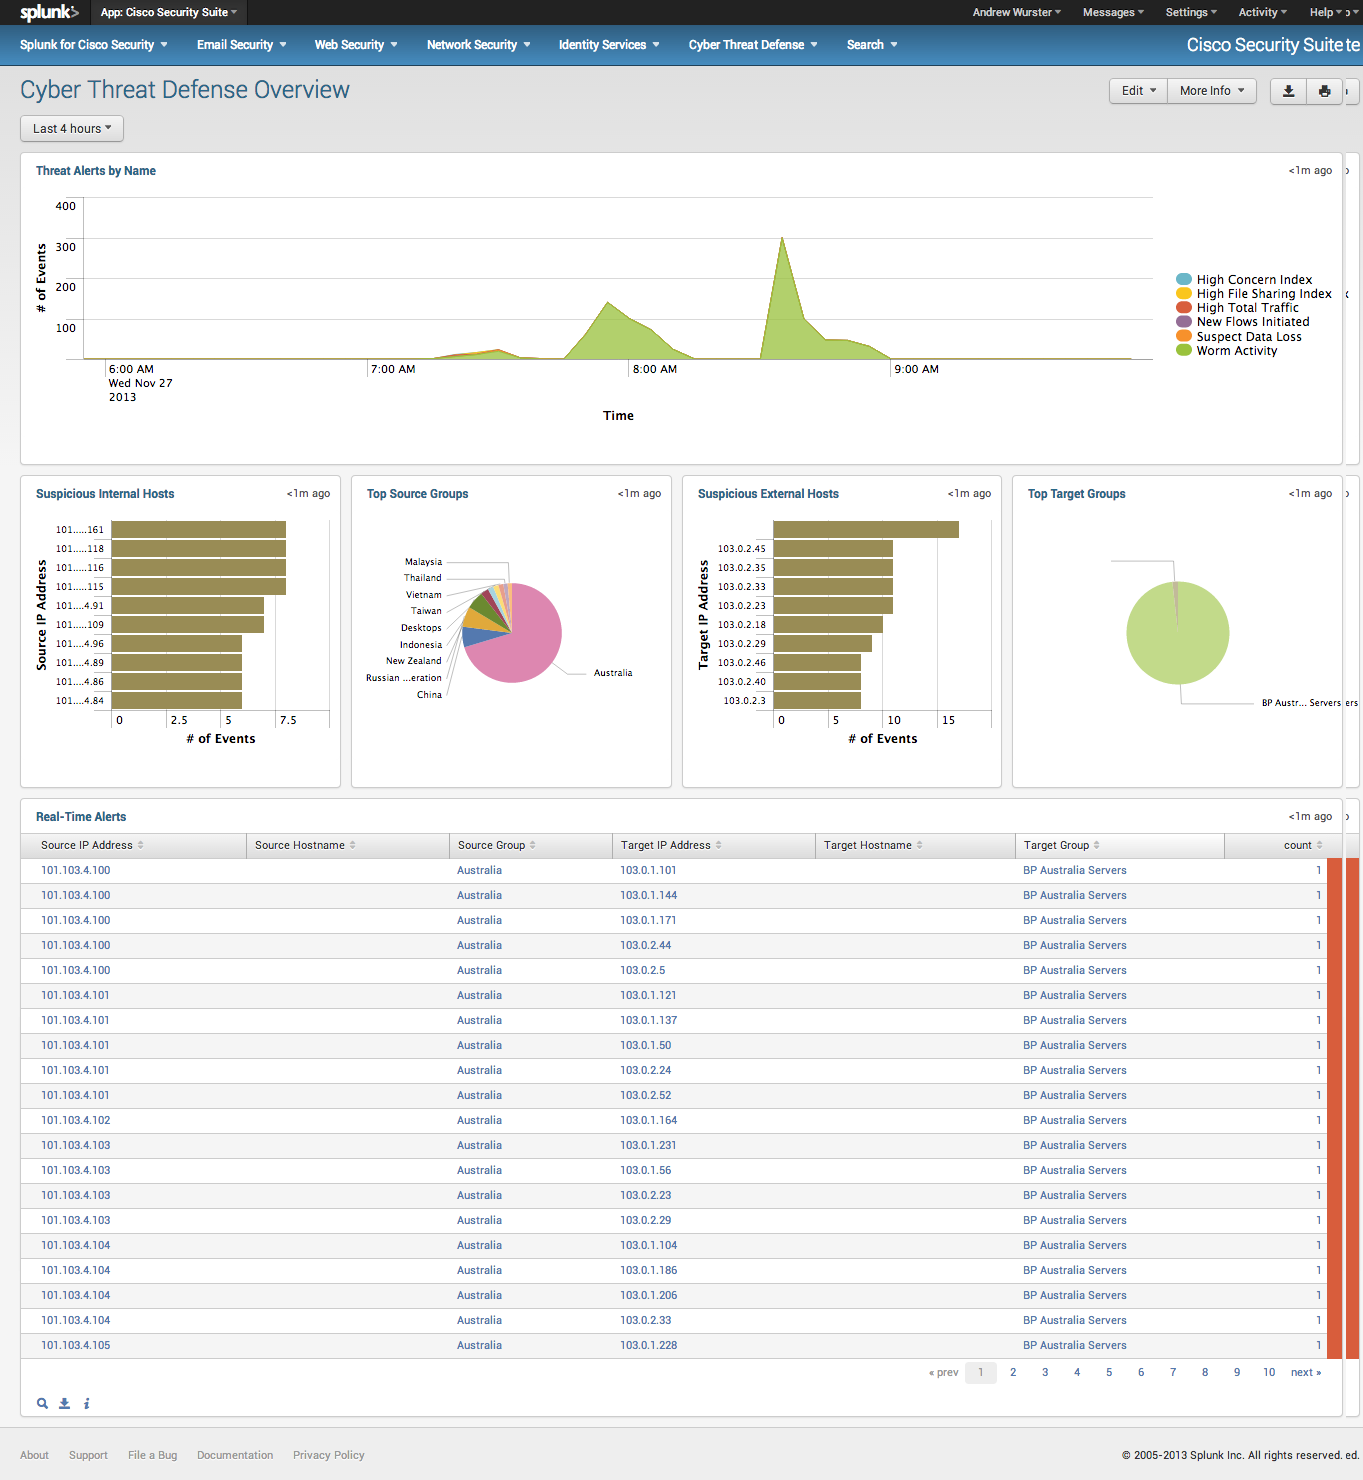 splunk> App: Cisco Security Suite Andrew Wurster Messages Settings Activity Help
Splunk for Cisco Security Email Security Web Security Network Security Identity Services Cyber Threat Defense Search Cisco Security Suitete
Cyber Threat Defense Overview Edit More Info
Last 4 hours
Threat Alerts by Name <1m ago
400
300
200
100
# of Events
6:00 AM 7:00 AM 8:00 AM 9:00 AM
Wed Nov 27
2013
Time
High Concern Index
High File Sharing Index
High Total Traffic
New Flows Initiated
Suspect Data Loss
Worm Activity
Suspicious Internal Hosts <1m ago
Source IP Address
101.....161
101.....118
101.....116
101.....115
101....4.91
101.....109
101....4.96
101....4.89
101....4.86
101....4.84
0 2.5 5 7.5
# of Events
Top Source Groups <1m ago
Malaysia
Thailand
Vietnam
Taiwan
Desktops
Indonesia
New Zealand
Russian ...eration
China
Australia
Suspicious External Hosts <1m ago
Target IP Address
103.0.2.45
103.0.2.35
103.0.2.33
103.0.2.23
103.0.2.18
103.0.2.29
103.0.2.46
103.0.2.40
103.0.2.3
0 5 10 15
# of Events
Top Target Groups <1m ago
BP Austr... Servers ers
Real-Time Alerts <1m ago
Source IP Address Source Hostname Source Group Target IP Address Target Hostname Target Group count
101.103.4.100 Australia 103.0.1.101 BP Australia Servers 1
101.103.4.100 Australia 103.0.1.144 BP Australia Servers 1
101.103.4.100 Australia 103.0.1.171 BP Australia Servers 1
101.103.4.100 Australia 103.0.2.44 BP Australia Servers 1
101.103.4.100 Australia 103.0.2.5 BP Australia Servers 1
101.103.4.101 Australia 103.0.1.121 BP Australia Servers 1
101.103.4.101 Australia 103.0.1.137 BP Australia Servers 1
101.103.4.101 Australia 103.0.1.50 BP Australia Servers 1
101.103.4.101 Australia 103.0.2.24 BP Australia Servers 1
101.103.4.101 Australia 103.0.2.52 BP Australia Servers 1
101.103.4.102 Australia 103.0.1.164 BP Australia Servers 1
101.103.4.103 Australia 103.0.1.231 BP Australia Servers 1
101.103.4.103 Australia 103.0.1.56 BP Australia Servers 1
101.103.4.103 Australia 103.0.2.23 BP Australia Servers 1
101.103.4.103 Australia 103.0.2.29 BP Australia Servers 1
101.103.4.104 Australia 103.0.1.104 BP Australia Servers 1
101.103.4.104 Australia 103.0.1.186 BP Australia Servers 1
101.103.4.104 Australia 103.0.1.206 BP Australia Servers 1
101.103.4.104 Australia 103.0.2.33 BP Australia Servers 1
101.103.4.105 Australia 103.0.1.228 BP Australia Servers 1
« prev 1 2 3 4 5 6 7 8 9 10 next »
About Support File a Bug Documentation Privacy Policy © 2005-2013 Splunk Inc. All rights reserved. ed.